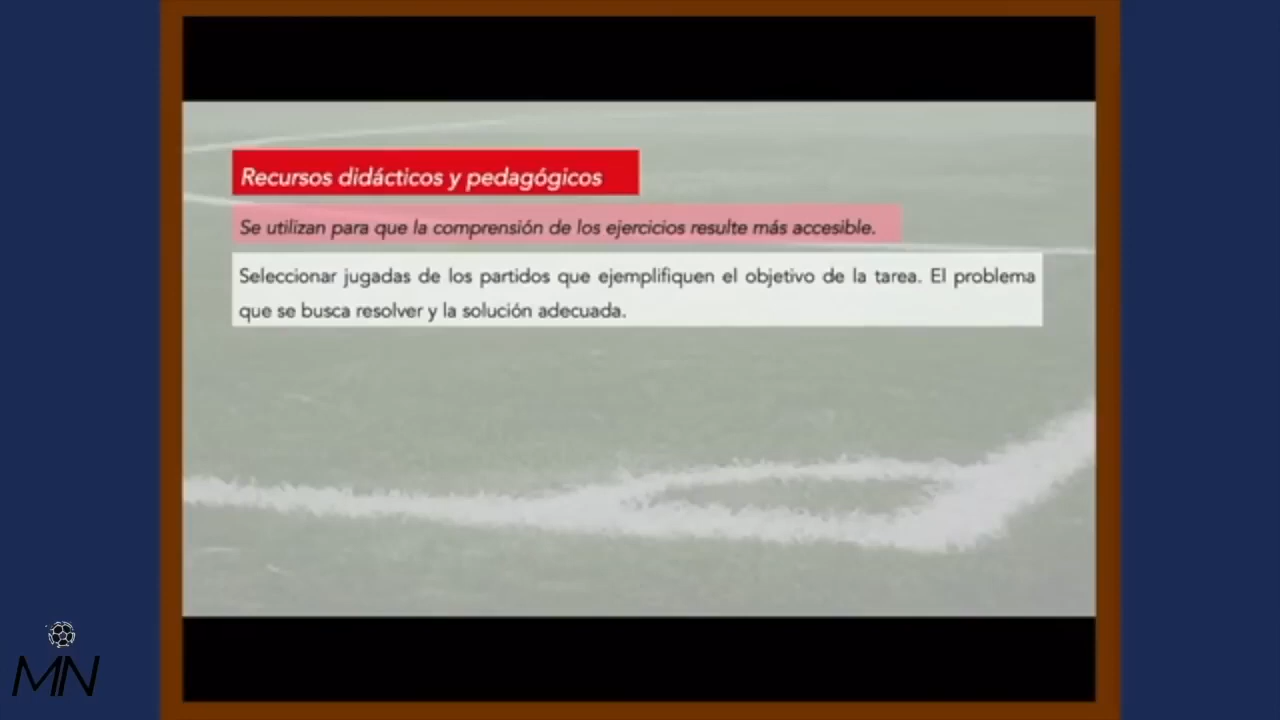 Recursos didácticos y pedagógicos
Se utilizan para que la comprensión de los ejercicios resulte más accesible.
Seleccionar jugadas de los partidos que ejemplifiquen el objetivo de la tarea. El problema
que se busca resolver y la solución adecuada.
MN